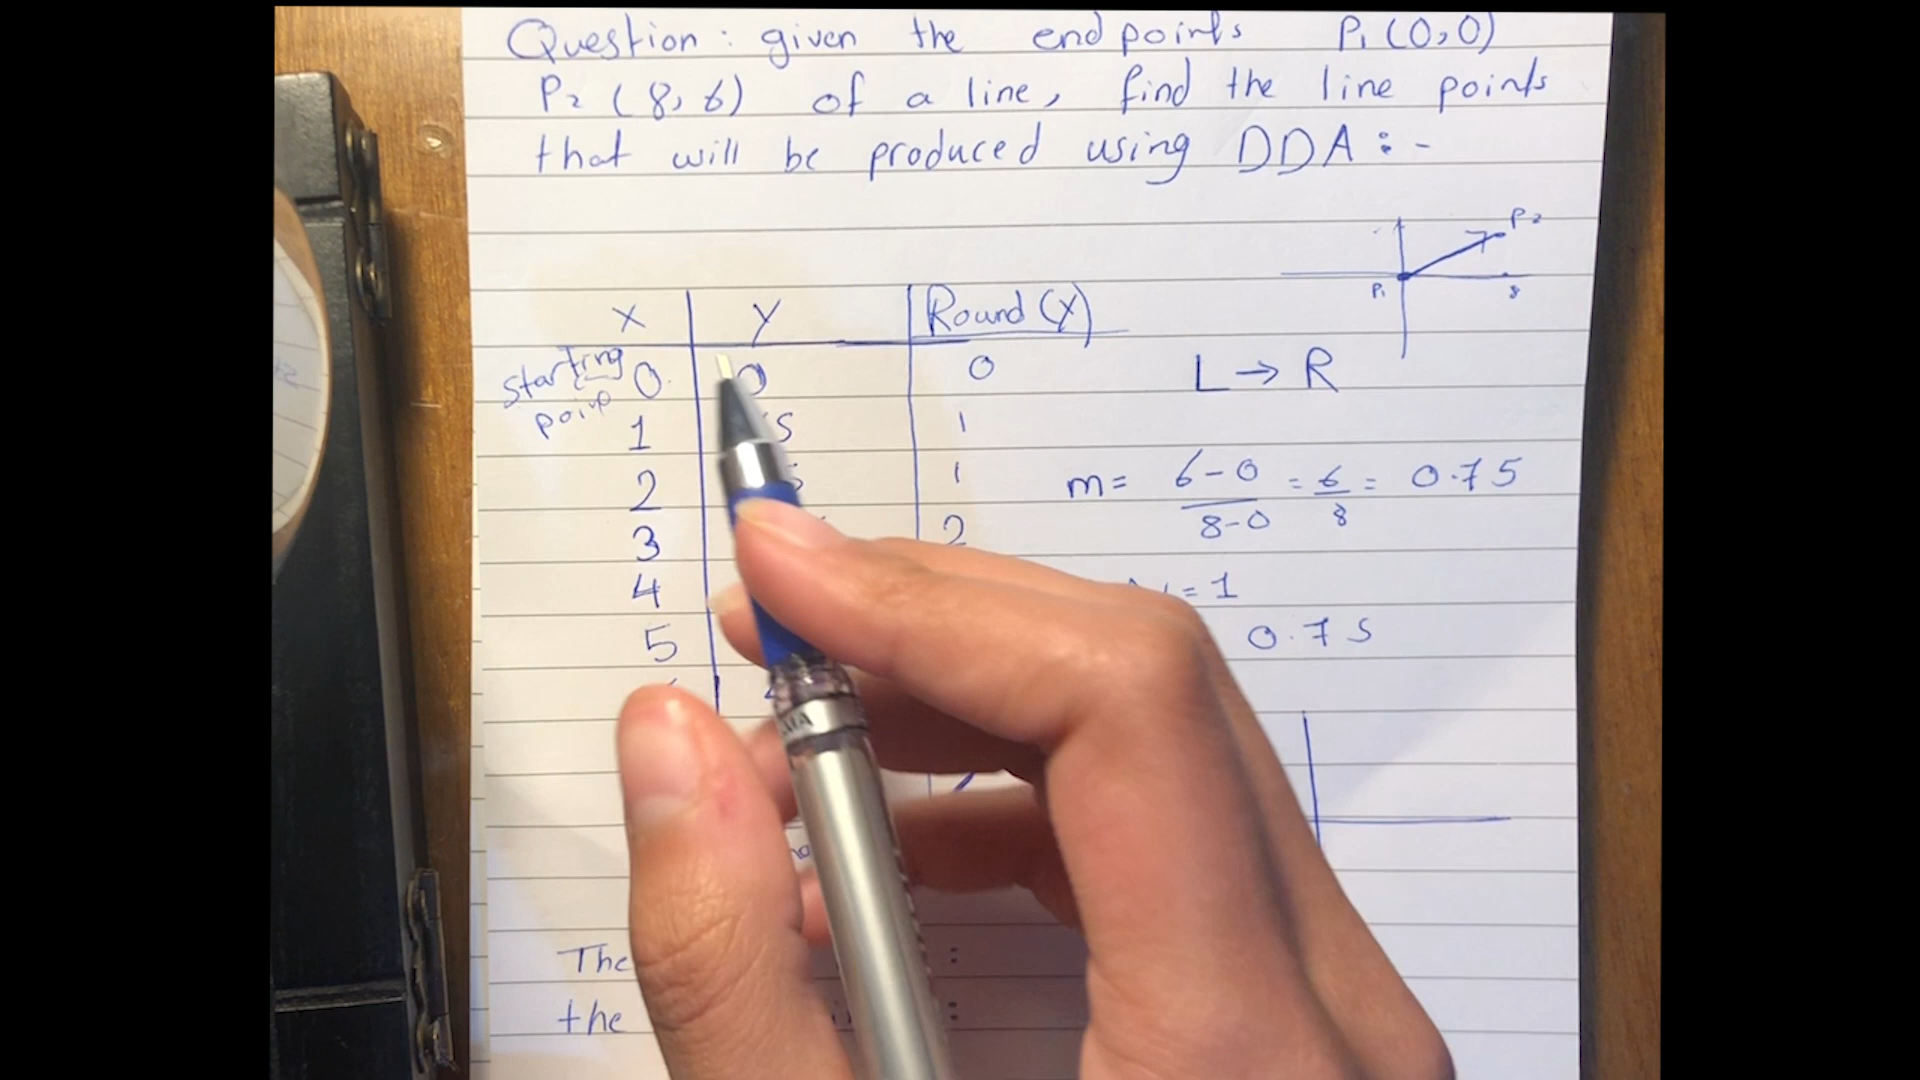 Question: given the end points P1 (0,0)
P2 (8,6) of a line, find the line points
that will be produced using DDA:-
P2
P1 8
X Y Round (Y)
starting point 0 0 0
L → R
1 1
2 1
m = 6-0 / 8-0 = 6/8 = 0.75
3 2
4
= 1
5
0.75
The :
the :